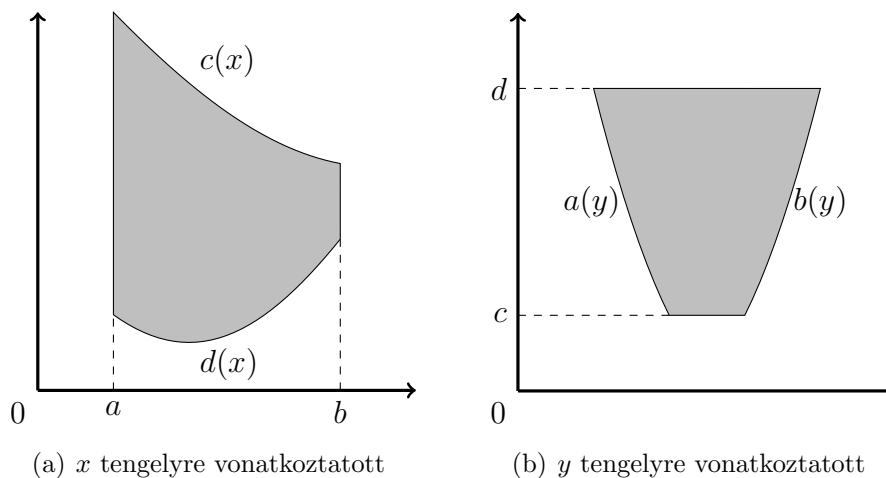 c(x)
d(x)
0
a
b
(a) x tengelyre vonatkoztatott
d
a(y)
b(y)
c
0
(b) y tengelyre vonatkoztatott